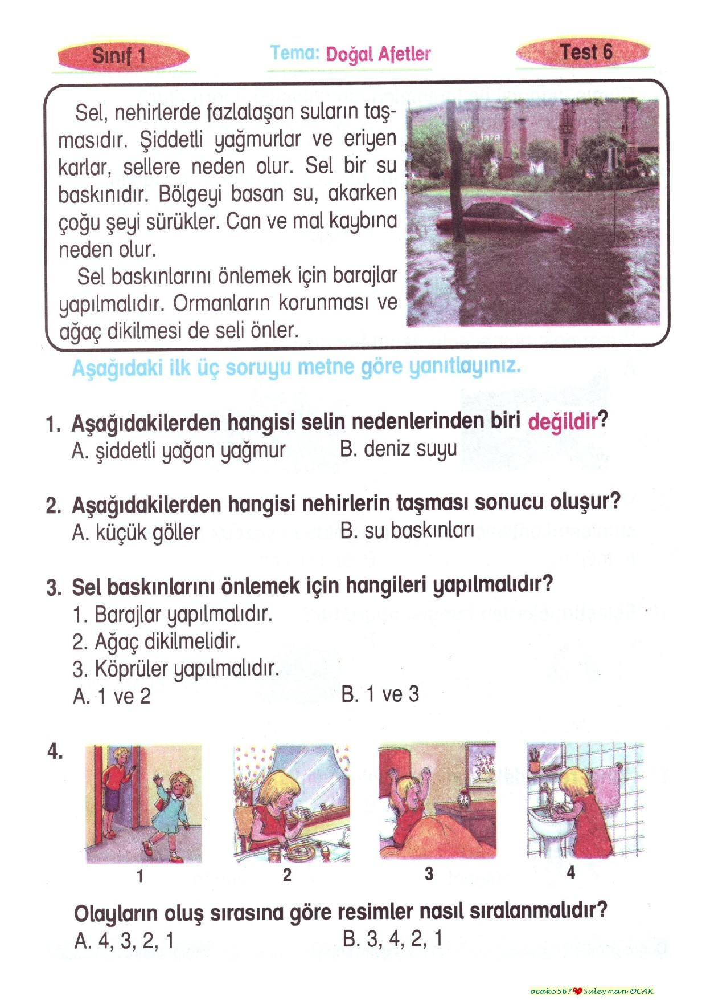 Sınıf 1
Tema: Doğal Afetler
Test 6
Sel, nehirlerde fazlalaşan suların taş-
masıdır. Şiddetli yağmurlar ve eriyen
karlar, sellere neden olur. Sel bir su
baskınıdır. Bölgeyi basan su, akarken
çoğu şeyi sürükler. Can ve mal kaybına
neden olur.
Sel baskınlarını önlemek için barajlar
yapılmalıdır. Ormanların korunması ve
ağaç dikilmesi de seli önler.
laza
Aşağıdaki ilk üç soruyu metne göre yanıtlayınız.
1. Aşağıdakilerden hangisi selin nedenlerinden biri değildir?
A. şiddetli yağan yağmur B. deniz suyu
2. Aşağıdakilerden hangisi nehirlerin taşması sonucu oluşur?
A. küçük göller B. su baskınları
3. Sel baskınlarını önlemek için hangileri yapılmalıdır?
1. Barajlar yapılmalıdır.
2. Ağaç dikilmelidir.
3. Köprüler yapılmalıdır.
A. 1 ve 2 B. 1 ve 3
4.
1 2 3 4
Olayların oluş sırasına göre resimler nasıl sıralanmalıdır?
A. 4, 3, 2, 1 B. 3, 4, 2, 1
ocak5567 Süleyman OCAK